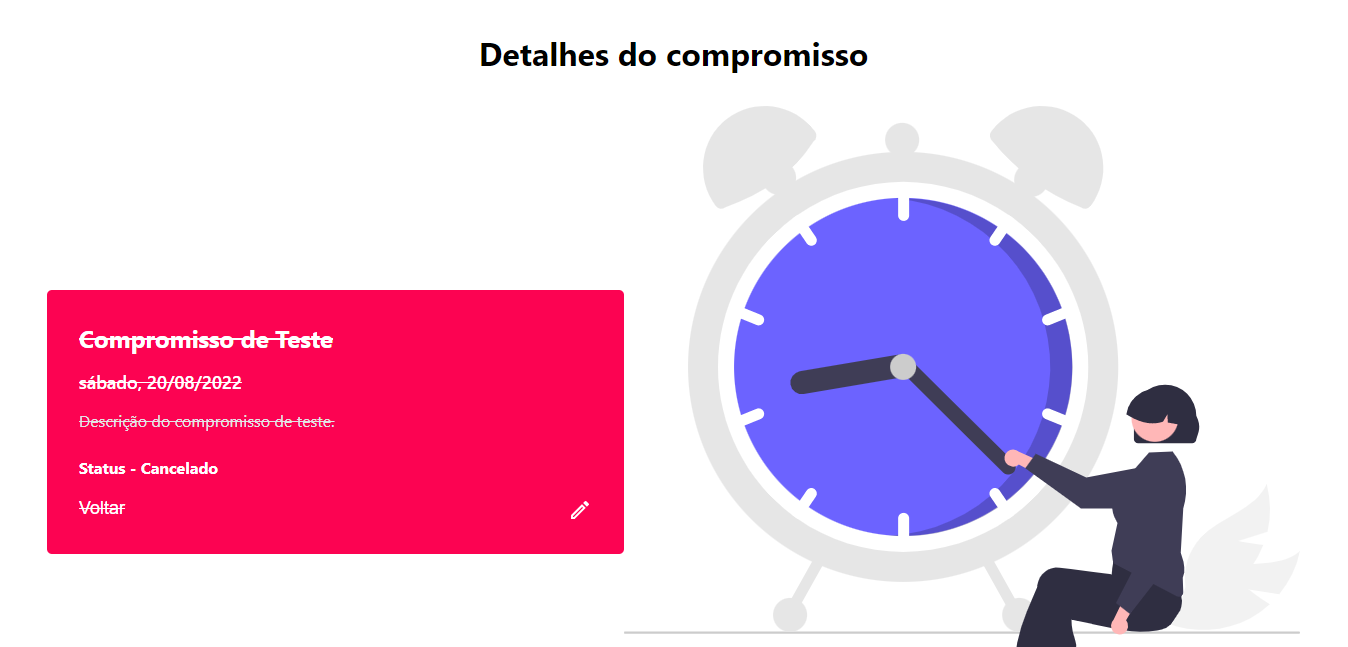 Detalhes do compromisso
Compromisso de Teste
sábado, 20/08/2022
Descrição do compromisso de teste.
Status - Cancelado
Voltar